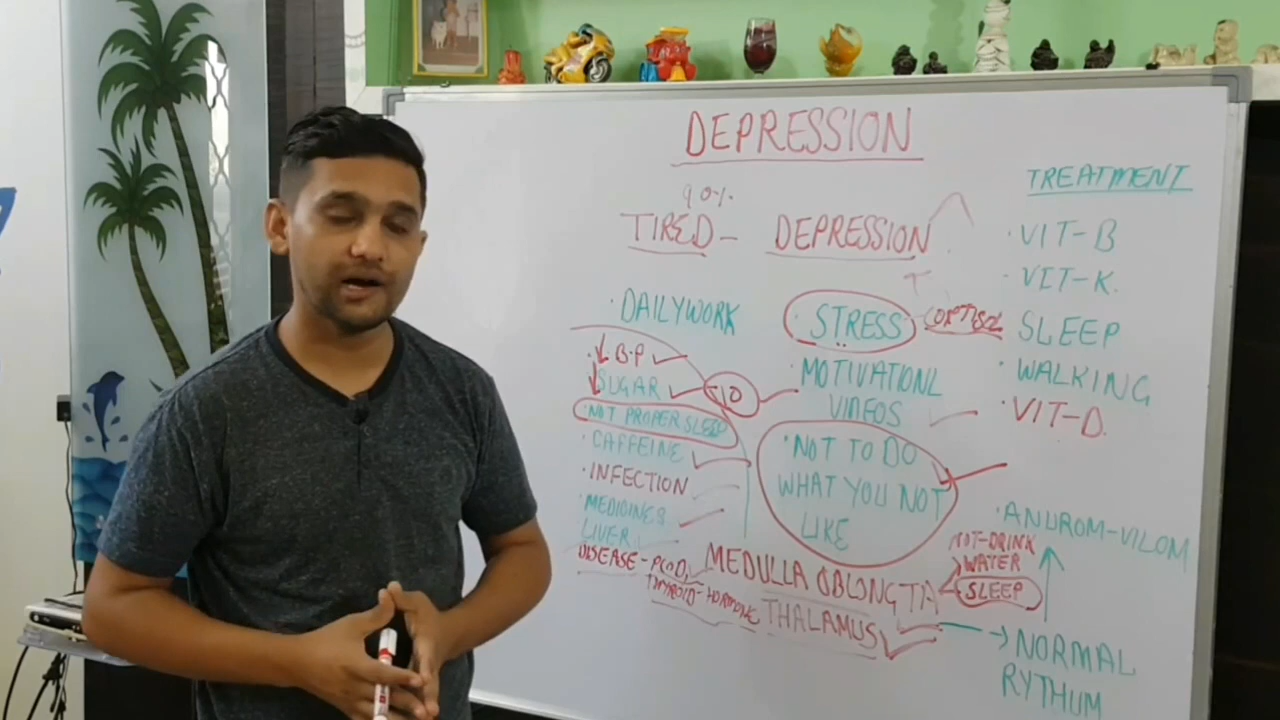 DEPRESSION
90%.
TIRED - DEPRESSION
· DAILYWORK
· B.P
· SUGAR
· NOT PROPER SLEEP
· CAFFEINE
· INFECTION
· MEDICINES
LIVER
DISEASE - PCOD,
THYROID - HORMONE
STRESS
· MOTIVATIONL
VIDEOS
· NOT TO DO
WHAT YOU NOT
LIKE
MEDULLA OBLONGTA
THALAMUS
TREATMENT
· VIT-B
· VIT-K.
· SLEEP
· WALKING
· VIT-D.
· ANUROM-VILOM
NOT-DRINK
WATER
SLEEP
NORMAL
RYTHUM